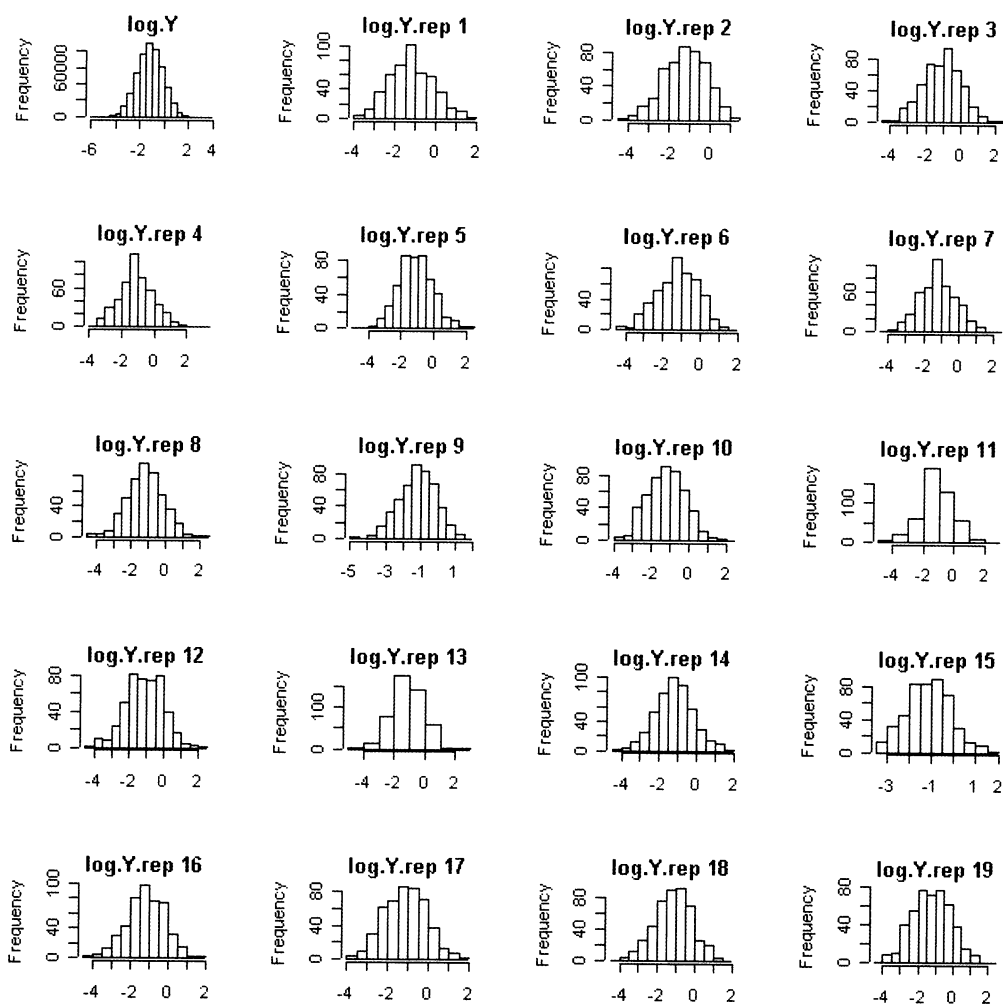 log.Y
Frequency
0 60000
-6 -2 2 4
log.Y.rep 1
Frequency
0 40 100
-4 -2 0 2
log.Y.rep 2
Frequency
0 40 80
-4 -2 0
log.Y.rep 3
Frequency
0 40 80
-4 -2 0 2
log.Y.rep 4
Frequency
0 60
-4 -2 0 2
log.Y.rep 5
Frequency
0 40 80
-4 -2 0 2
log.Y.rep 6
Frequency
0 40
-4 -2 0 2
log.Y.rep 7
Frequency
0 60
-4 -2 0 2
log.Y.rep 8
Frequency
0 40
-4 -2 0 2
log.Y.rep 9
Frequency
0 40 80
-5 -3 -1 1
log.Y.rep 10
Frequency
0 40 80
-4 -2 0 2
log.Y.rep 11
Frequency
0 100
-4 -2 0 2
log.Y.rep 12
Frequency
0 40 80
-4 -2 0 2
log.Y.rep 13
Frequency
0 100
-4 -2 0 2
log.Y.rep 14
Frequency
0 40 100
-4 -2 0 2
log.Y.rep 15
Frequency
0 40 80
-3 -1 1 2
log.Y.rep 16
Frequency
0 40 100
-4 -2 0 2
log.Y.rep 17
Frequency
0 40 80
-4 -2 0 2
log.Y.rep 18
Frequency
0 40 80
-4 -2 0 2
log.Y.rep 19
Frequency
0 40 80
-4 -2 0 2